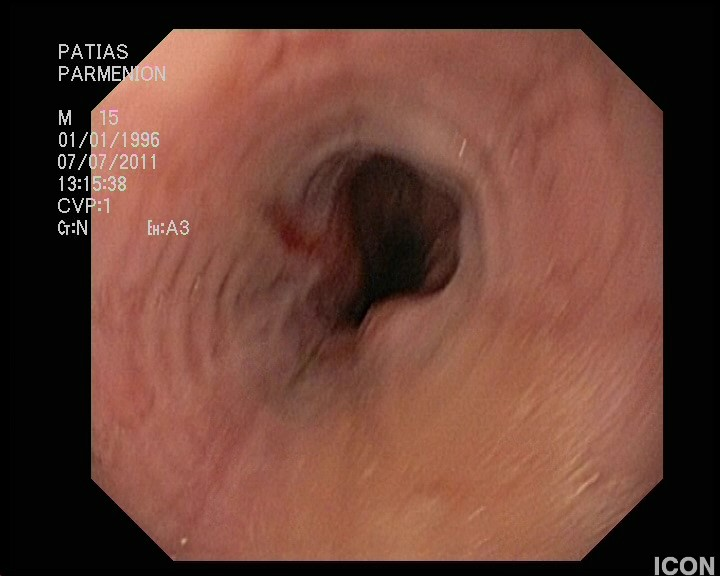 PATIAS
PARMENION
M 15
01/01/1996
07/07/2011
13:15:38
CVP:1
Cr:N EH:A3
ICON